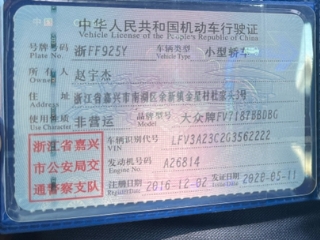 中华人民共和国机动车行驶证
Vehicle License of the People's Republic of China
号牌号码 浙FF925Y 车辆类型 小型轿车
Plate No. Vehicle Type
所有人 赵宇杰
Owner
住址 浙江省嘉兴市南湖区余新镇金星村杜家头3号
使用性质 非营运 品牌型号 大众牌FV7187BBDBG
Use Character
浙江省嘉兴市公安局交通警察支队
车辆识别代号 LFV3A23C2G3562222
VIN
发动机号码 A26814
Engine No.
注册日期 2016-12-02 发证日期 2020-05-11